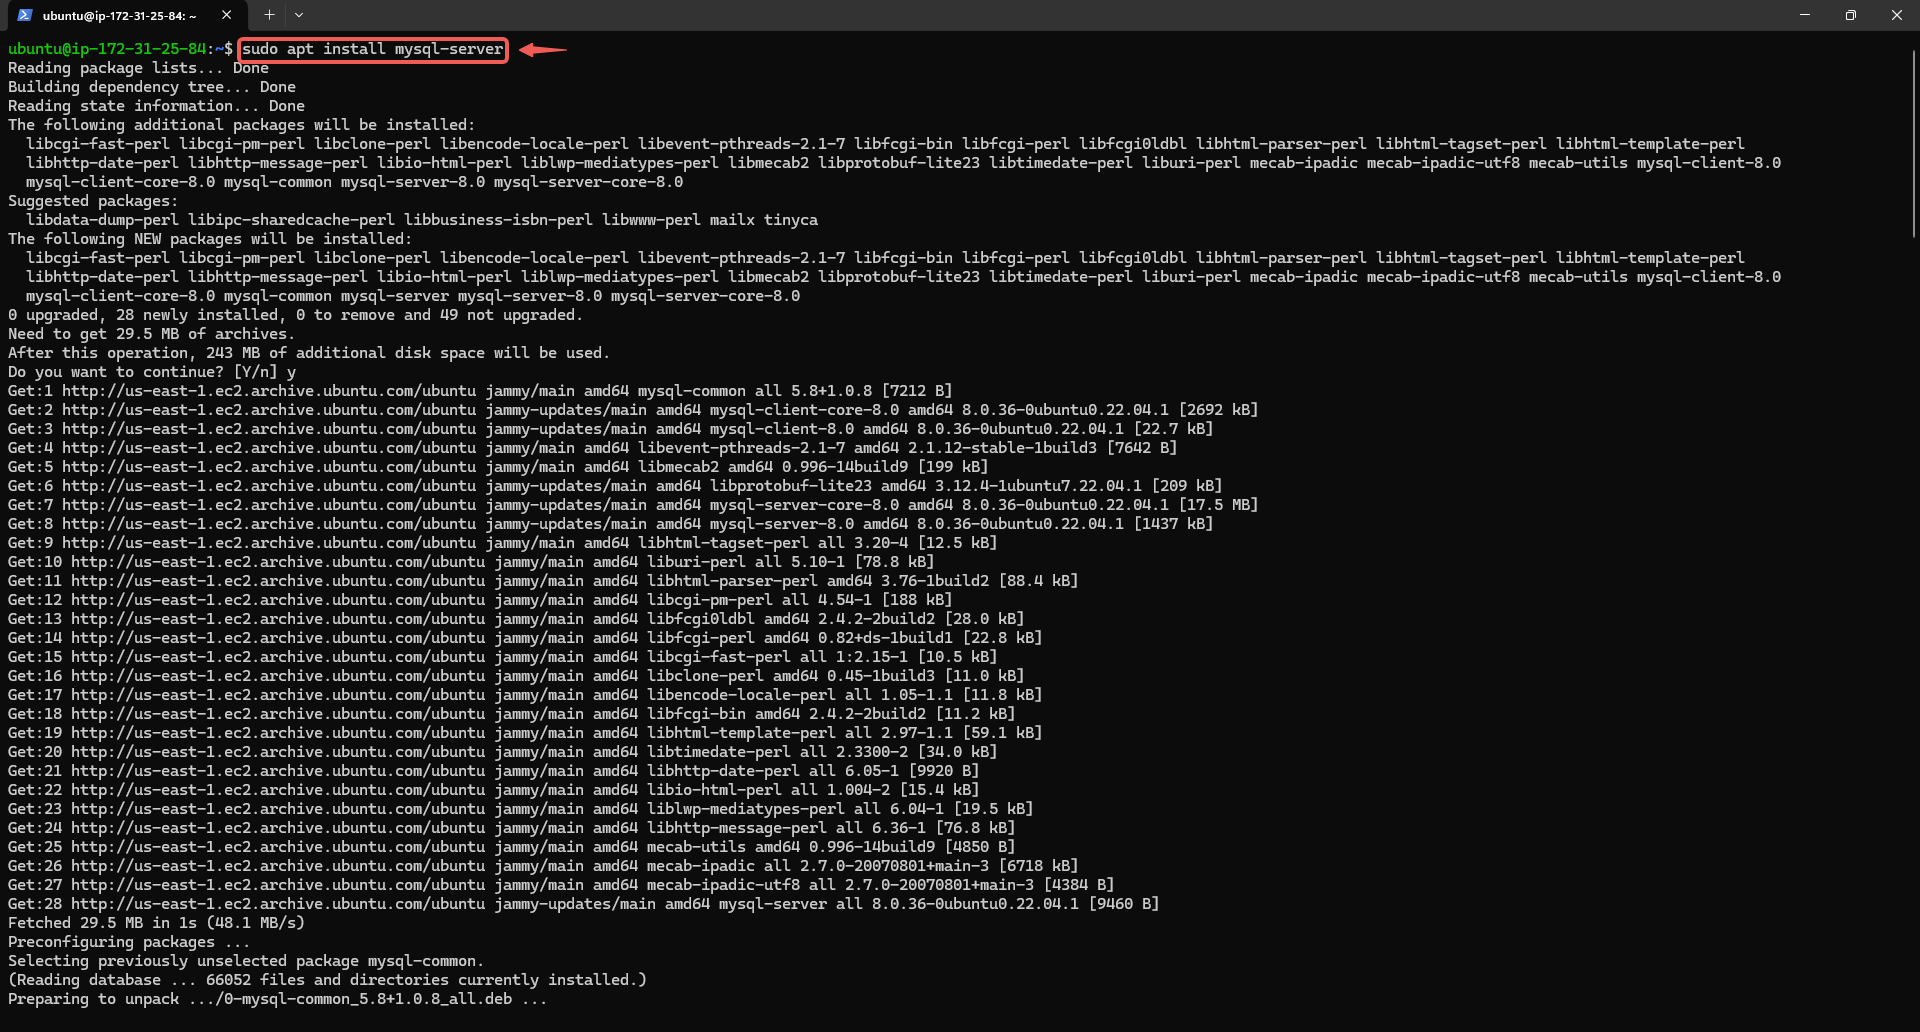 ubuntu@ip-172-31-25-84: ~
ubuntu@ip-172-31-25-84:~$ sudo apt install mysql-server
Reading package lists... Done
Building dependency tree... Done
Reading state information... Done
The following additional packages will be installed:
  libcgi-fast-perl libcgi-pm-perl libclone-perl libencode-locale-perl libevent-pthreads-2.1-7 libfcgi-bin libfcgi-perl libfcgi0ldbl libhtml-parser-perl libhtml-tagset-perl libhtml-template-perl
  libhttp-date-perl libhttp-message-perl libio-html-perl liblwp-mediatypes-perl libmecab2 libprotobuf-lite23 libtimedate-perl liburi-perl mecab-ipadic mecab-ipadic-utf8 mecab-utils mysql-client-8.0
  mysql-client-core-8.0 mysql-common mysql-server-8.0 mysql-server-core-8.0
Suggested packages:
  libdata-dump-perl libipc-sharedcache-perl libbusiness-isbn-perl libwww-perl mailx tinyca
The following NEW packages will be installed:
  libcgi-fast-perl libcgi-pm-perl libclone-perl libencode-locale-perl libevent-pthreads-2.1-7 libfcgi-bin libfcgi-perl libfcgi0ldbl libhtml-parser-perl libhtml-tagset-perl libhtml-template-perl
  libhttp-date-perl libhttp-message-perl libio-html-perl liblwp-mediatypes-perl libmecab2 libprotobuf-lite23 libtimedate-perl liburi-perl mecab-ipadic mecab-ipadic-utf8 mecab-utils mysql-client-8.0
  mysql-client-core-8.0 mysql-common mysql-server mysql-server-8.0 mysql-server-core-8.0
0 upgraded, 28 newly installed, 0 to remove and 49 not upgraded.
Need to get 29.5 MB of archives.
After this operation, 243 MB of additional disk space will be used.
Do you want to continue? [Y/n] y
Get:1 http://us-east-1.ec2.archive.ubuntu.com/ubuntu jammy/main amd64 mysql-common all 5.8+1.0.8 [7212 B]
Get:2 http://us-east-1.ec2.archive.ubuntu.com/ubuntu jammy-updates/main amd64 mysql-client-core-8.0 amd64 8.0.36-0ubuntu0.22.04.1 [2692 kB]
Get:3 http://us-east-1.ec2.archive.ubuntu.com/ubuntu jammy-updates/main amd64 mysql-client-8.0 amd64 8.0.36-0ubuntu0.22.04.1 [22.7 kB]
Get:4 http://us-east-1.ec2.archive.ubuntu.com/ubuntu jammy/main amd64 libevent-pthreads-2.1-7 amd64 2.1.12-stable-1build3 [7642 B]
Get:5 http://us-east-1.ec2.archive.ubuntu.com/ubuntu jammy/main amd64 libmecab2 amd64 0.996-14build9 [199 kB]
Get:6 http://us-east-1.ec2.archive.ubuntu.com/ubuntu jammy-updates/main amd64 libprotobuf-lite23 amd64 3.12.4-1ubuntu7.22.04.1 [209 kB]
Get:7 http://us-east-1.ec2.archive.ubuntu.com/ubuntu jammy-updates/main amd64 mysql-server-core-8.0 amd64 8.0.36-0ubuntu0.22.04.1 [17.5 MB]
Get:8 http://us-east-1.ec2.archive.ubuntu.com/ubuntu jammy-updates/main amd64 mysql-server-8.0 amd64 8.0.36-0ubuntu0.22.04.1 [1437 kB]
Get:9 http://us-east-1.ec2.archive.ubuntu.com/ubuntu jammy/main amd64 libhtml-tagset-perl all 3.20-4 [12.5 kB]
Get:10 http://us-east-1.ec2.archive.ubuntu.com/ubuntu jammy/main amd64 liburi-perl all 5.10-1 [78.8 kB]
Get:11 http://us-east-1.ec2.archive.ubuntu.com/ubuntu jammy/main amd64 libhtml-parser-perl amd64 3.76-1build2 [88.4 kB]
Get:12 http://us-east-1.ec2.archive.ubuntu.com/ubuntu jammy/main amd64 libcgi-pm-perl all 4.54-1 [188 kB]
Get:13 http://us-east-1.ec2.archive.ubuntu.com/ubuntu jammy/main amd64 libfcgi0ldbl amd64 2.4.2-2build2 [28.0 kB]
Get:14 http://us-east-1.ec2.archive.ubuntu.com/ubuntu jammy/main amd64 libfcgi-perl amd64 0.82+ds-1build1 [22.8 kB]
Get:15 http://us-east-1.ec2.archive.ubuntu.com/ubuntu jammy/main amd64 libcgi-fast-perl all 1:2.15-1 [10.5 kB]
Get:16 http://us-east-1.ec2.archive.ubuntu.com/ubuntu jammy/main amd64 libclone-perl amd64 0.45-1build3 [11.0 kB]
Get:17 http://us-east-1.ec2.archive.ubuntu.com/ubuntu jammy/main amd64 libencode-locale-perl all 1.05-1.1 [11.8 kB]
Get:18 http://us-east-1.ec2.archive.ubuntu.com/ubuntu jammy/main amd64 libfcgi-bin amd64 2.4.2-2build2 [11.2 kB]
Get:19 http://us-east-1.ec2.archive.ubuntu.com/ubuntu jammy/main amd64 libhtml-template-perl all 2.97-1.1 [59.1 kB]
Get:20 http://us-east-1.ec2.archive.ubuntu.com/ubuntu jammy/main amd64 libtimedate-perl all 2.3300-2 [34.0 kB]
Get:21 http://us-east-1.ec2.archive.ubuntu.com/ubuntu jammy/main amd64 libhttp-date-perl all 6.05-1 [9920 B]
Get:22 http://us-east-1.ec2.archive.ubuntu.com/ubuntu jammy/main amd64 libio-html-perl all 1.004-2 [15.4 kB]
Get:23 http://us-east-1.ec2.archive.ubuntu.com/ubuntu jammy/main amd64 liblwp-mediatypes-perl all 6.04-1 [19.5 kB]
Get:24 http://us-east-1.ec2.archive.ubuntu.com/ubuntu jammy/main amd64 libhttp-message-perl all 6.36-1 [76.8 kB]
Get:25 http://us-east-1.ec2.archive.ubuntu.com/ubuntu jammy/main amd64 mecab-utils amd64 0.996-14build9 [4850 B]
Get:26 http://us-east-1.ec2.archive.ubuntu.com/ubuntu jammy/main amd64 mecab-ipadic all 2.7.0-20070801+main-3 [6718 kB]
Get:27 http://us-east-1.ec2.archive.ubuntu.com/ubuntu jammy/main amd64 mecab-ipadic-utf8 all 2.7.0-20070801+main-3 [4384 B]
Get:28 http://us-east-1.ec2.archive.ubuntu.com/ubuntu jammy-updates/main amd64 mysql-server all 8.0.36-0ubuntu0.22.04.1 [9460 B]
Fetched 29.5 MB in 1s (48.1 MB/s)
Preconfiguring packages ...
Selecting previously unselected package mysql-common.
(Reading database ... 66052 files and directories currently installed.)
Preparing to unpack .../0-mysql-common_5.8+1.0.8_all.deb ...